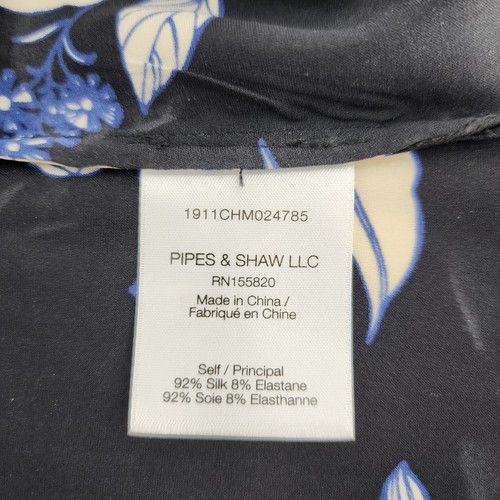 1911CHM024785
PIPES & SHAW LLC
RN155820
Made in China /
Fabriqué en Chine
Self / Principal
92% Silk 8% Elastane
92% Soie 8% Elasthanne